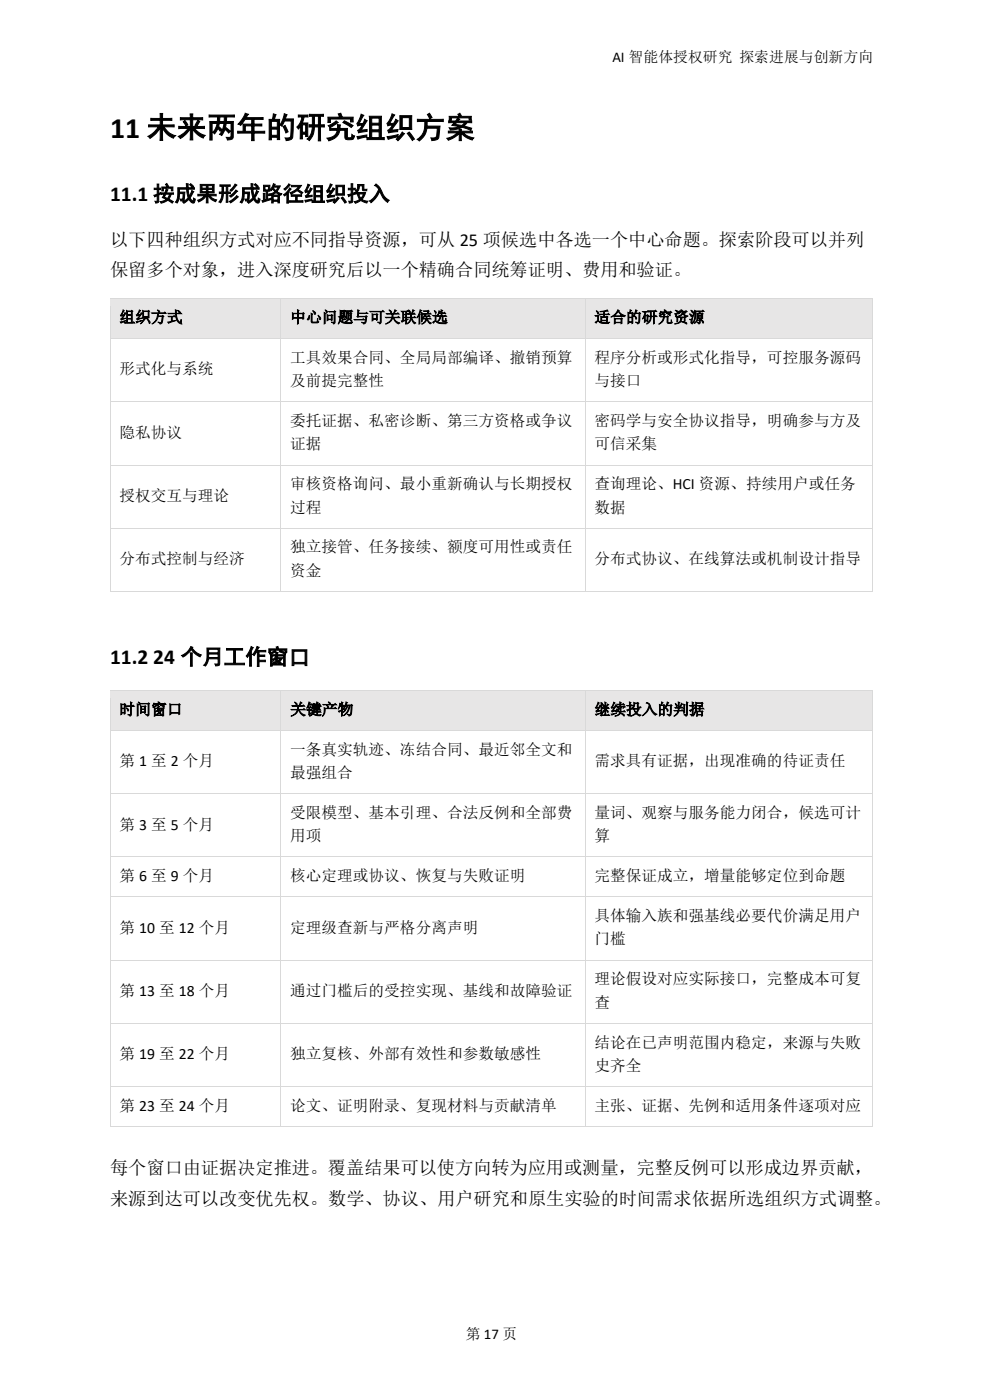 AI 智能体授权研究 探索进展与创新方向
11 未来两年的研究组织方案
11.1 按成果形成路径组织投入
以下四种组织方式对应不同指导资源，可从 25 项候选中各选一个中心命题。探索阶段可以并列
保留多个对象，进入深度研究后以一个精确合同统筹证明、费用和验证。
组织方式
中心问题与可关联候选
适合的研究资源
形式化与系统
工具效果合同、全局局部编译、撤销预算
及前提完整性
程序分析或形式化指导，可控服务源码
与接口
隐私协议
委托证据、私密诊断、第三方资格或争议
证据
密码学与安全协议指导，明确参与方及
可信采集
授权交互与理论
审核资格询问、最小重新确认与长期授权
过程
查询理论、HCI 资源、持续用户或任务
数据
分布式控制与经济
独立接管、任务接续、额度可用性或责任
资金
分布式协议、在线算法或机制设计指导
11.2 24 个月工作窗口
时间窗口
关键产物
继续投入的判据
第 1 至 2 个月
一条真实轨迹、冻结合同、最近邻全文和
最强组合
需求具有证据，出现准确的待证责任
第 3 至 5 个月
受限模型、基本引理、合法反例和全部费
用项
量词、观察与服务能力闭合，候选可计
算
第 6 至 9 个月
核心定理或协议、恢复与失败证明
完整保证成立，增量能够定位到命题
第 10 至 12 个月
定理级查新与严格分离声明
具体输入族和强基线必要代价满足用户
门槛
第 13 至 18 个月
通过门槛后的受控实现、基线和故障验证
理论假设对应实际接口，完整成本可复
查
第 19 至 22 个月
独立复核、外部有效性和参数敏感性
结论在已声明范围内稳定，来源与失败
史齐全
第 23 至 24 个月
论文、证明附录、复现材料与贡献清单
主张、证据、先例和适用条件逐项对应
每个窗口由证据决定推进。覆盖结果可以使方向转为应用或测量，完整反例可以形成边界贡献，
来源到达可以改变优先权。数学、协议、用户研究和原生实验的时间需求依据所选组织方式调整。
第 17 页